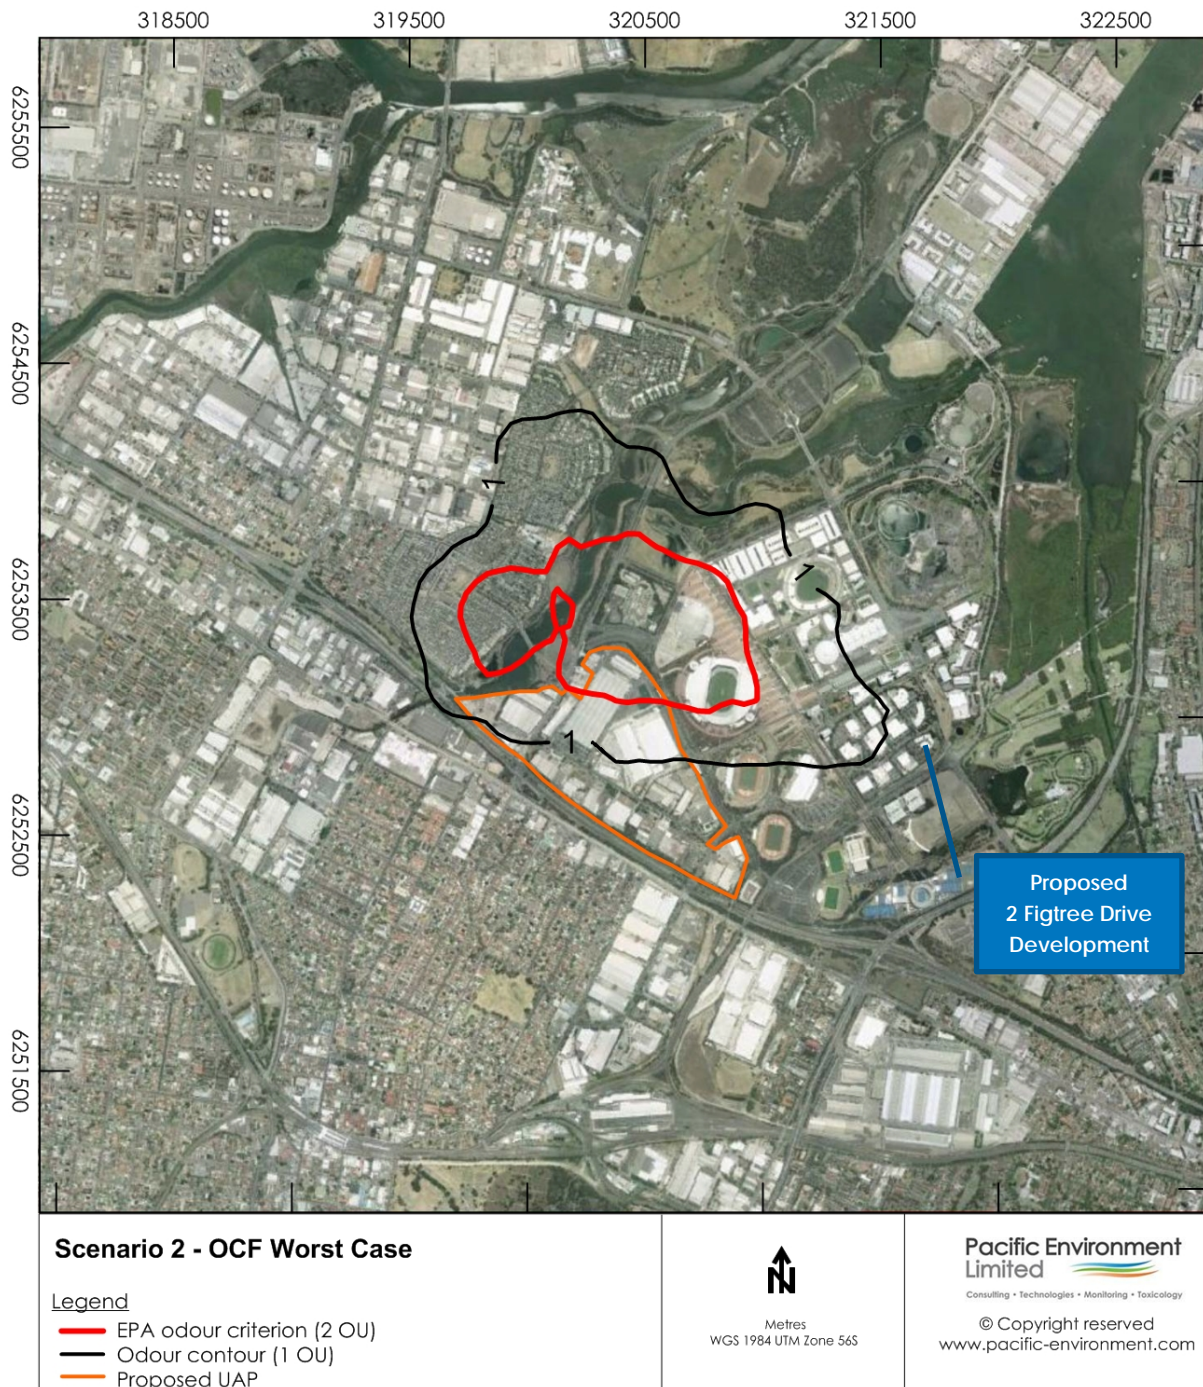 318500
319500
320500
321500
322500
6255500
6254500
6253500
6252500
6251500
1
1
1
Proposed
2 Figtree Drive
Development
Scenario 2 - OCF Worst Case
Legend
EPA odour criterion (2 OU)
Odour contour (1 OU)
Proposed UAP
N
Metres
WGS 1984 UTM Zone 56S
Pacific Environment
Limited
Consulting • Technologies • Monitoring • Toxicology
© Copyright reserved
www.pacific-environment.com